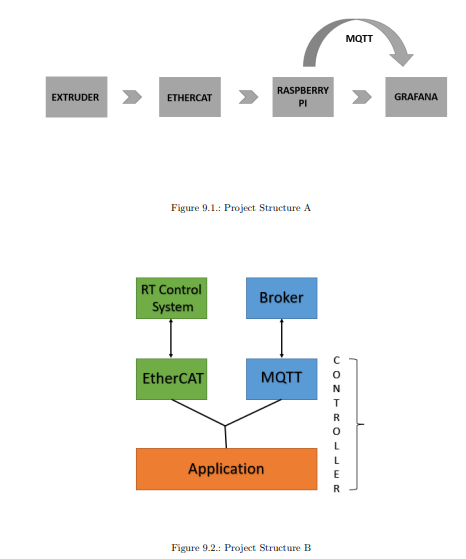 MQTT
EXTRUDER
ETHERCAT
RASPBERRY
PI
GRAFANA
Figure 9.1.: Project Structure A
RT Control
System
Broker
EtherCAT
MQTT
Application
C
O
N
T
R
O
L
L
E
R
Figure 9.2.: Project Structure B